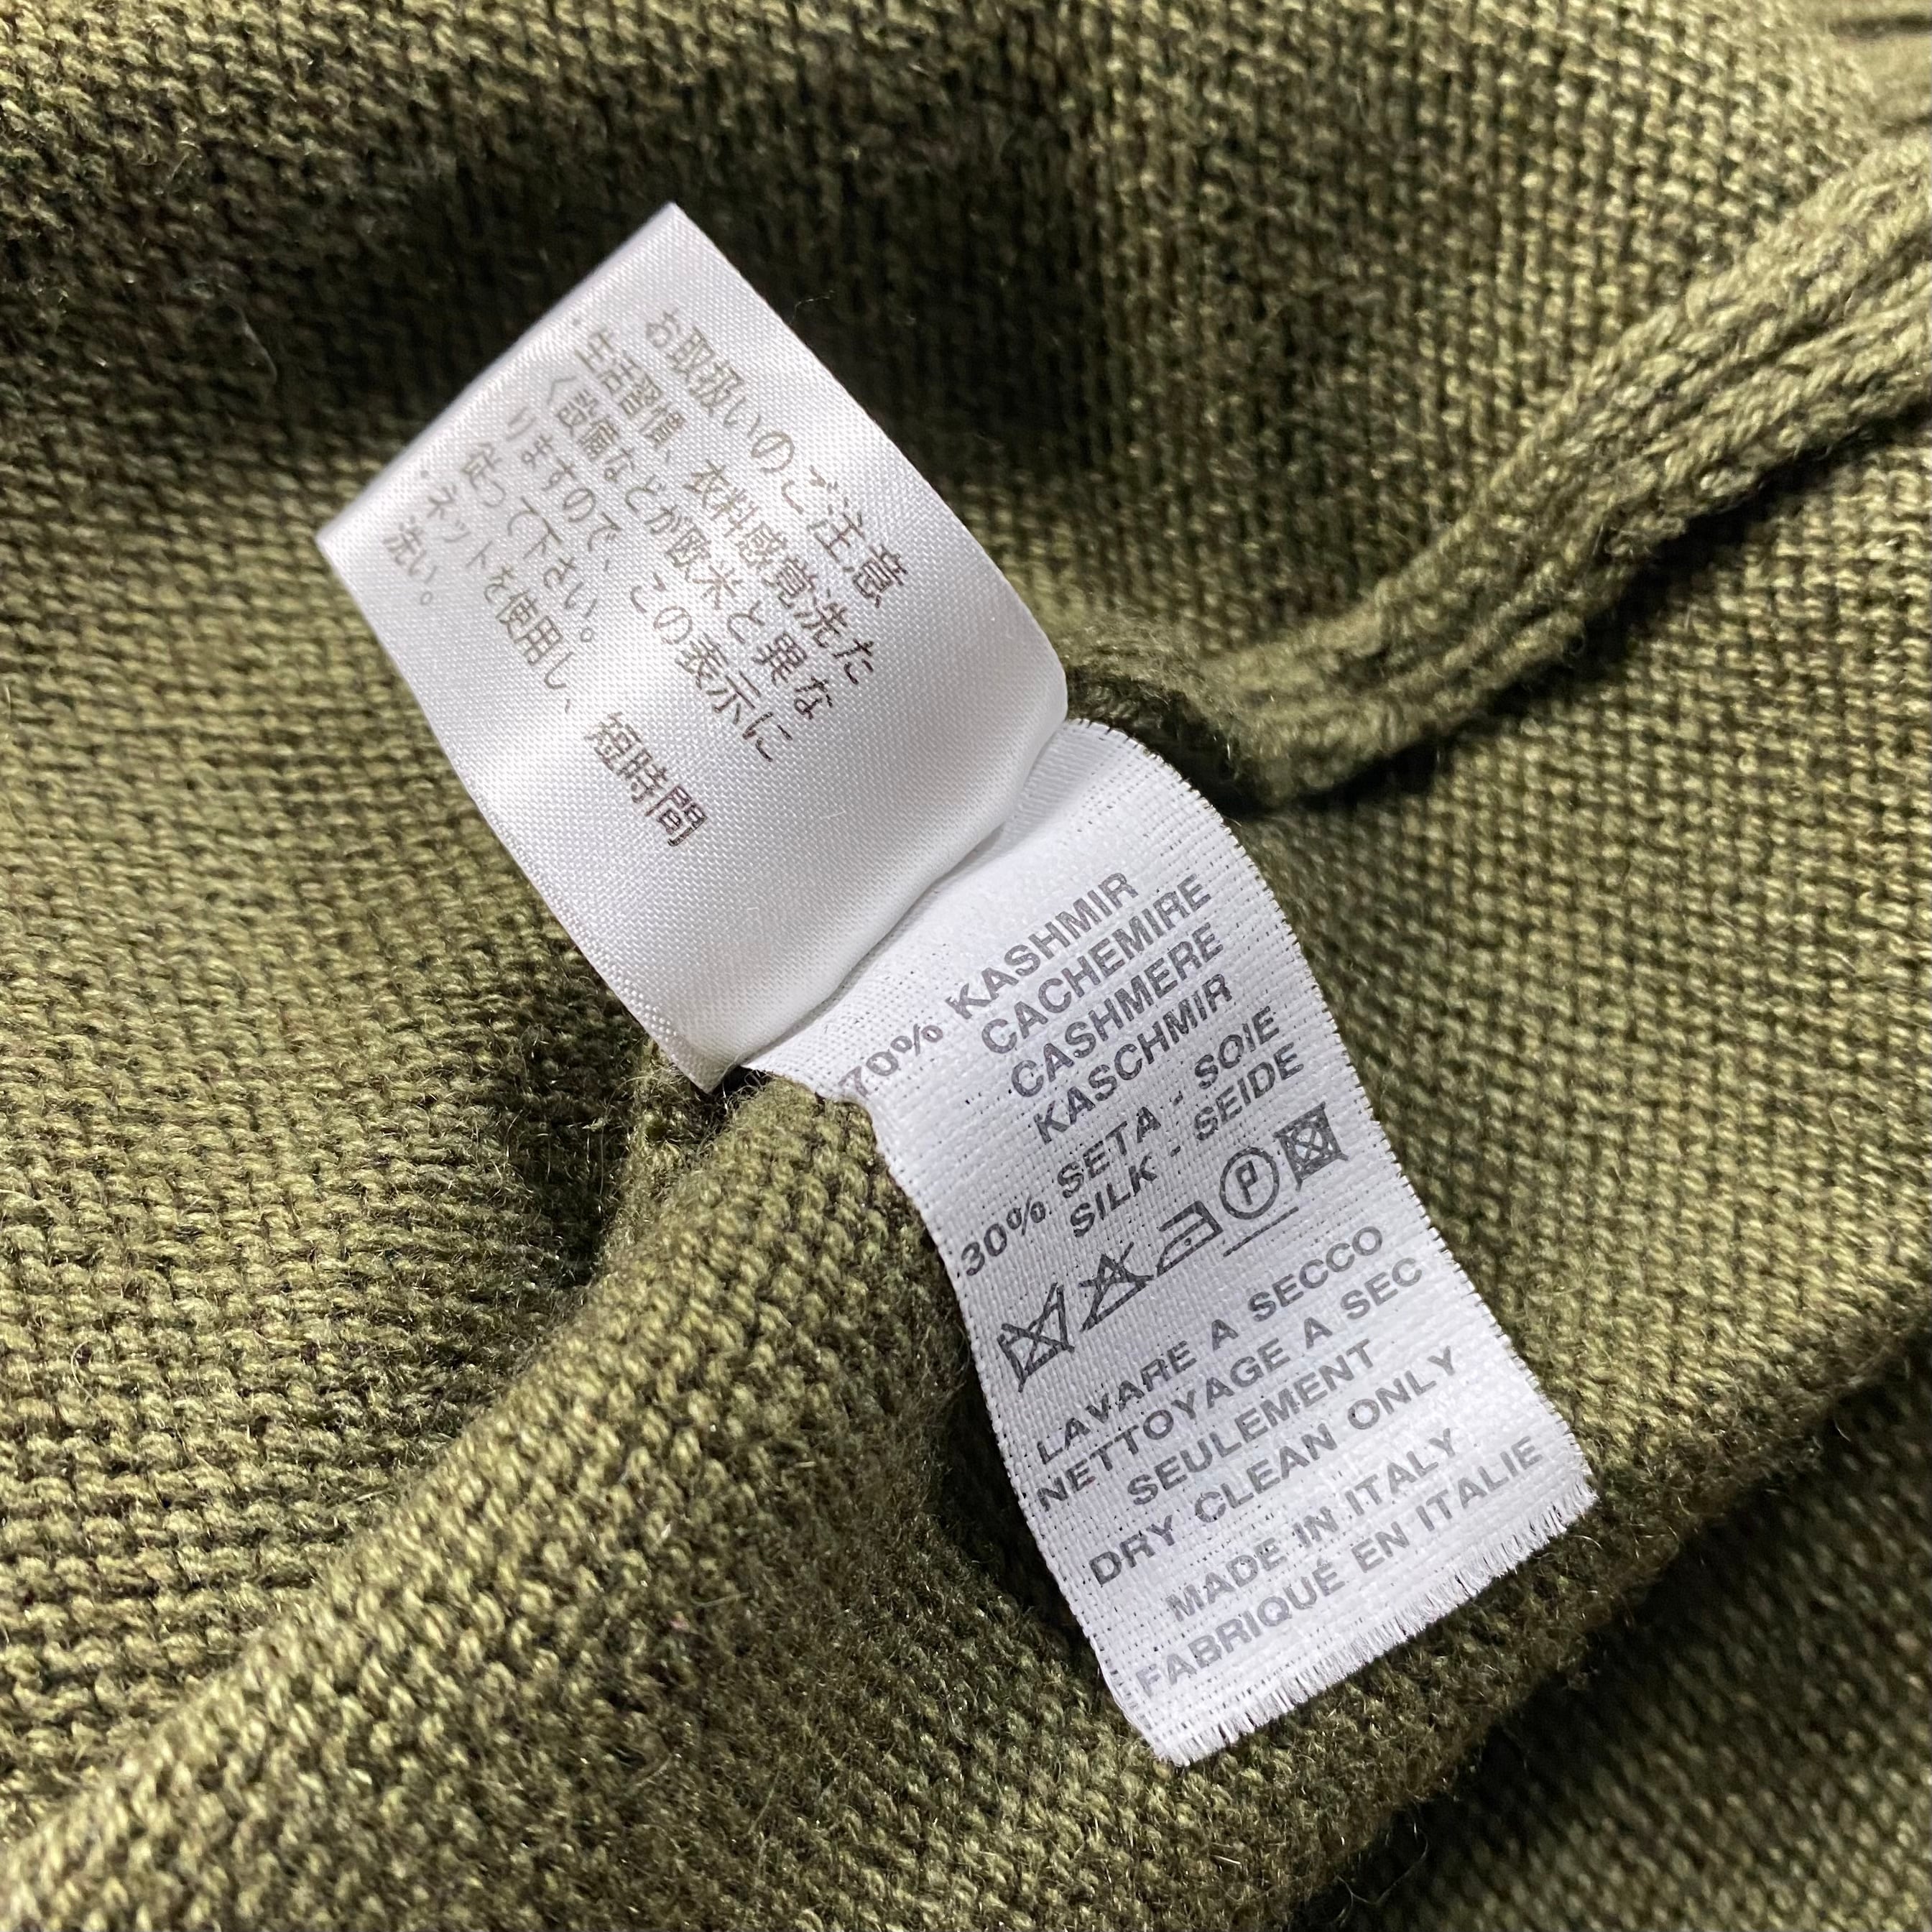 お取扱いのご注意
・生活習慣、衣料感覚洗た
く設備などが欧米と異な
りますので、この表示に
従って下さい。
・ネットを使用し、短時間
洗い。
70% KASHMIR
CACHEMIRE
CASHMERE
KASCHMIR
30% SETA - SOIE
SILK - SEIDE
P
LAVARE A SECCO
NETTOYAGE A SEC
SEULEMENT
DRY CLEAN ONLY
MADE IN ITALY
FABRIQUÉ EN ITALIE